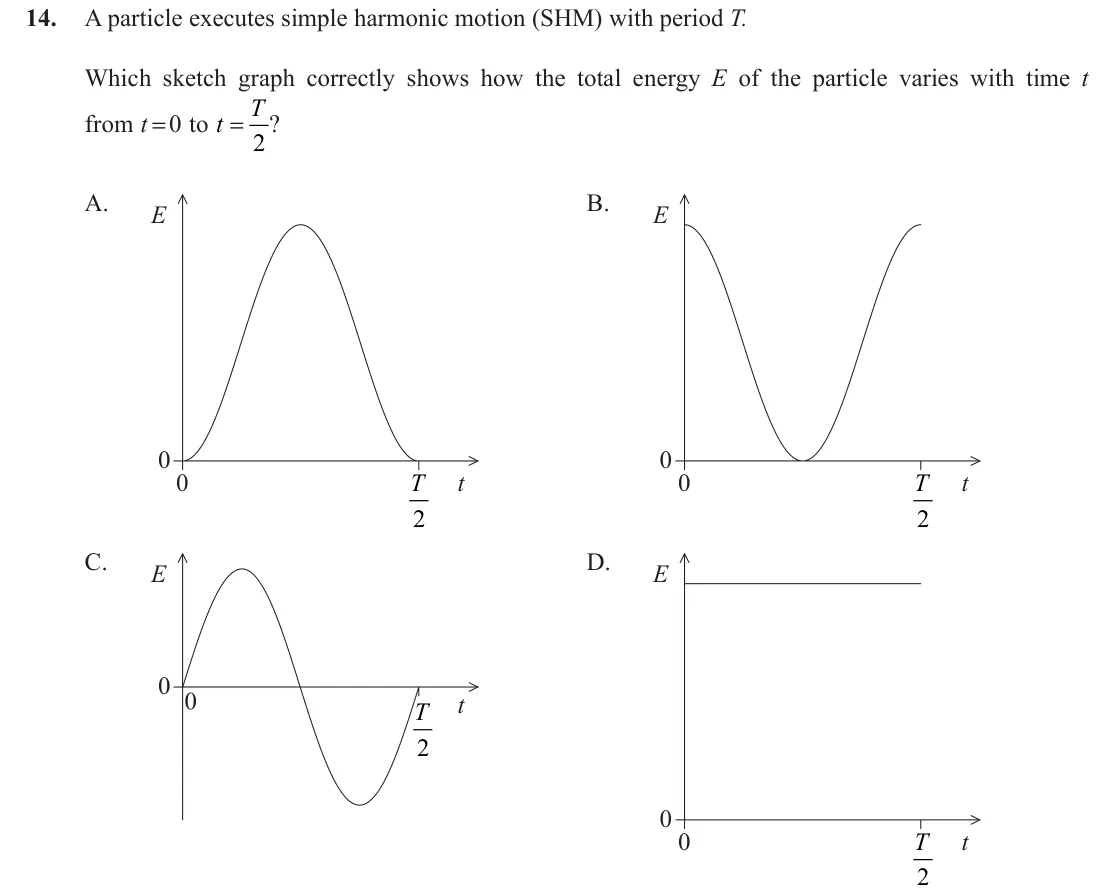 14. A particle executes simple harmonic motion (SHM) with period T.
Which sketch graph correctly shows how the total energy E of the particle varies with time t
from t=0 to t = T/2?
A.
E
0
0
T/2
t
B.
E
0
0
T/2
t
C.
E
0
0
T/2
t
D.
E
0
0
T/2
t